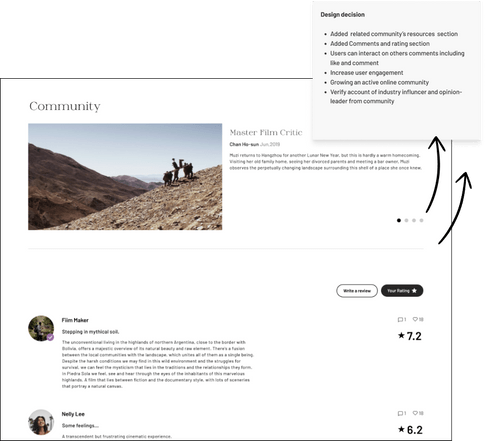 Design decision
Added related community's resources section
Added Comments and rating section
Users can interact on others comments including
like and comment
Increase user engagement
Growing an active online community
Verify account of industry influncer and opinion-
leader from community
Community
Master Film Critic
Chan Ho-sun Jun,2019
Muzi returns to Hangzhou for another Lunar New Year, but this is hardly a warm homecoming.
Visiting her old family home, seeing her divorced parents and meeting a bar owner, Muzi
observes the perpetually changing landscape surrounding this shell of a place she once knew.
Write a review
Your Rating
Film Maker
1
18
Stepping in mythical soil.
7.2
The unconventional living in the highlands of northern Argentina, close to the border with
Bolivia, offers a majestic overview of its natural beauty and raw element. There's a fusion
between the local communities with the landscape, which unites all of them as a single being.
Despite the harsh conditions we may find in this wild environment and the struggles for
survival, we can feel the mysticism that lies in the traditions and the relationships they form.
In Piedra Sola we feel, see and hear through the eyes of the inhabitants of this marvelous
highlands. A film that lies between fiction and the documentary style, with lots of sceneries
that portray a natural canvas.
Nelly Lee
1
18
Some feelings...
6.2
A transcendent but frustrating cinematic experience.